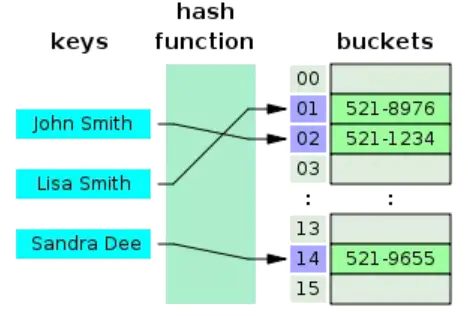 hash
keys function buckets
00
01 521-8976
John Smith 02 521-1234
03
Lisa Smith
: :
13
Sandra Dee 14 521-9655
15